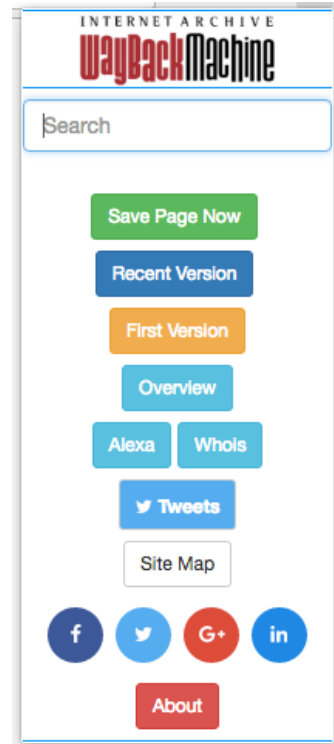 INTERNET ARCHIVE
WayBackMachine
Search
Save Page Now
Recent Version
First Version
Overview
Alexa Whois
Tweets
Site Map
f G+ in
About